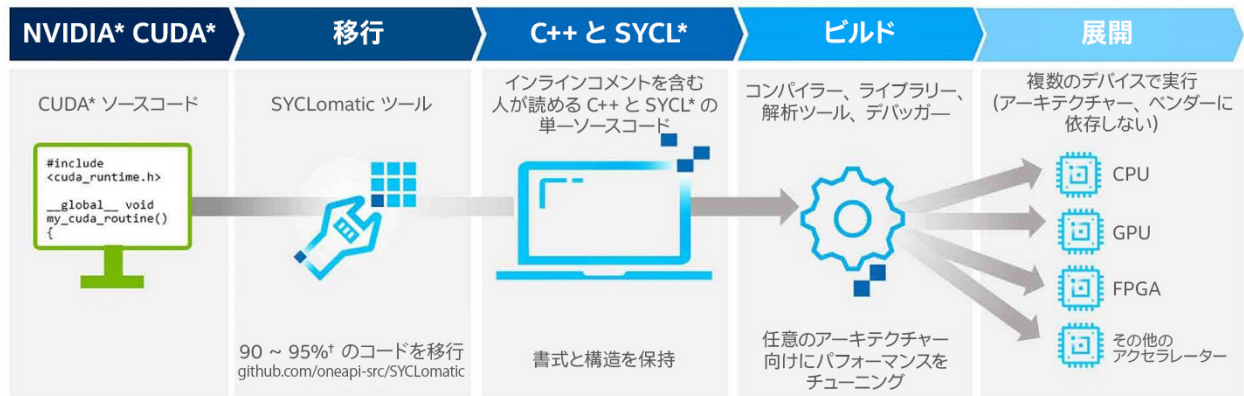 NVIDIA* CUDA*
移行
C++ と SYCL*
ビルド
展開
CUDA* ソースコード
#include
<cuda_runtime.h>
__global__ void
my_cuda_routine()
{
SYCLomatic ツール
90 ~ 95%† のコードを移行
github.com/oneapi-src/SYCLomatic
インラインコメントを含む
人が読める C++ と SYCL* の
単一ソースコード
書式と構造を保持
コンパイラー、ライブラリー、
解析ツール、デバッガー
任意のアーキテクチャー
向けにパフォーマンスを
チューニング
複数のデバイスで実行
(アーキテクチャー、ベンダーに
依存しない)
CPU
GPU
FPGA
その他の
アクセラレーター